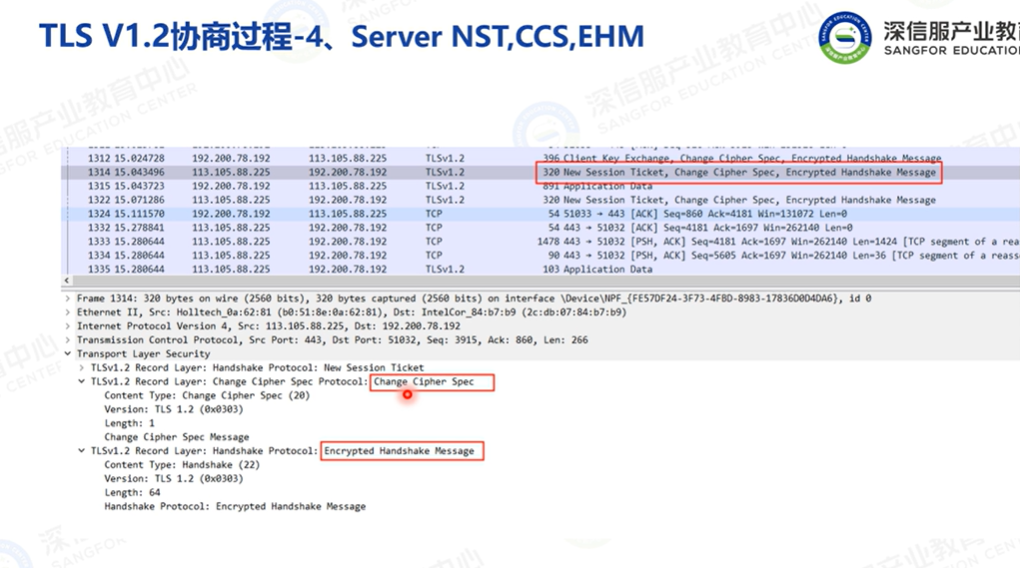 TLS V1.2协商过程-4、Server NST,CCS,EHM
深信服产业教育
SANGFOR EDUCATION
1312 15.024728 192.200.78.192 113.105.88.225 TLSv1.2 396 Client Key Exchange, Change Cipher Spec, Encrypted Handshake Message
1314 15.043496 113.105.88.225 192.200.78.192 TLSv1.2 320 New Session Ticket, Change Cipher Spec, Encrypted Handshake Message
1315 15.043723 192.200.78.192 113.105.88.225 TLSv1.2 891 Application Data
1322 15.071286 113.105.88.225 192.200.78.192 TLSv1.2 320 New Session Ticket, Change Cipher Spec, Encrypted Handshake Message
1324 15.111570 192.200.78.192 113.105.88.225 TCP 54 51033 → 443 [ACK] Seq=860 Ack=4181 Win=131072 Len=0
1332 15.278841 113.105.88.225 192.200.78.192 TCP 54 443 → 51032 [ACK] Seq=4181 Ack=1697 Win=262140 Len=0
1333 15.280644 113.105.88.225 192.200.78.192 TCP 1478 443 → 51032 [PSH, ACK] Seq=4181 Ack=1697 Win=262140 Len=1424 [TCP segment of a rea
1334 15.280644 113.105.88.225 192.200.78.192 TCP 90 443 → 51032 [PSH, ACK] Seq=5605 Ack=1697 Win=262140 Len=36 [TCP segment of a reass
1335 15.280644 113.105.88.225 192.200.78.192 TLSv1.2 103 Application Data
Frame 1314: 320 bytes on wire (2560 bits), 320 bytes captured (2560 bits) on interface \Device\NPF_{FE57DF24-3F73-4F8D-8983-17836D0D4DA6}, id 0
Ethernet II, Src: Holltech_0a:62:81 (b0:51:8e:0a:62:81), Dst: IntelCor_84:b7:b9 (2c:db:07:84:b7:b9)
Internet Protocol Version 4, Src: 113.105.88.225, Dst: 192.200.78.192
Transmission Control Protocol, Src Port: 443, Dst Port: 51032, Seq: 3915, Ack: 860, Len: 266
Transport Layer Security
TLSv1.2 Record Layer: Handshake Protocol: New Session Ticket
TLSv1.2 Record Layer: Change Cipher Spec Protocol: Change Cipher Spec
Content Type: Change Cipher Spec (20)
Version: TLS 1.2 (0x0303)
Length: 1
Change Cipher Spec Message
TLSv1.2 Record Layer: Handshake Protocol: Encrypted Handshake Message
Content Type: Handshake (22)
Version: TLS 1.2 (0x0303)
Length: 64
Handshake Protocol: Encrypted Handshake Message